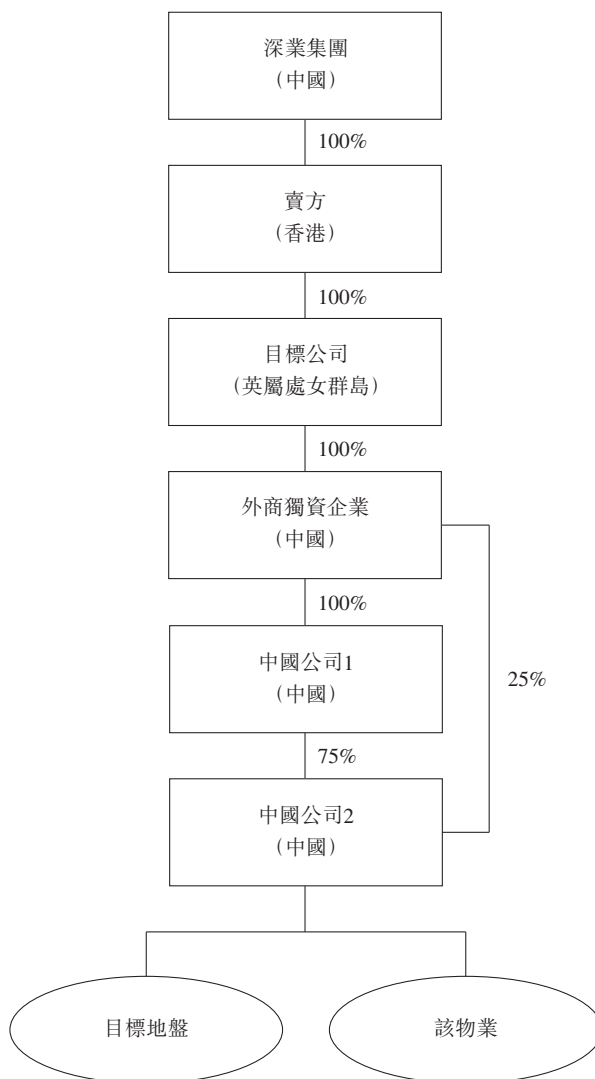 深業集團
（中國）
100%
賣方
（香港）
100%
目標公司
（英屬處女群島）
100%
外商獨資企業
（中國）
100%
中國公司1
（中國）
25%
75%
中國公司2
（中國）
目標地盤
該物業